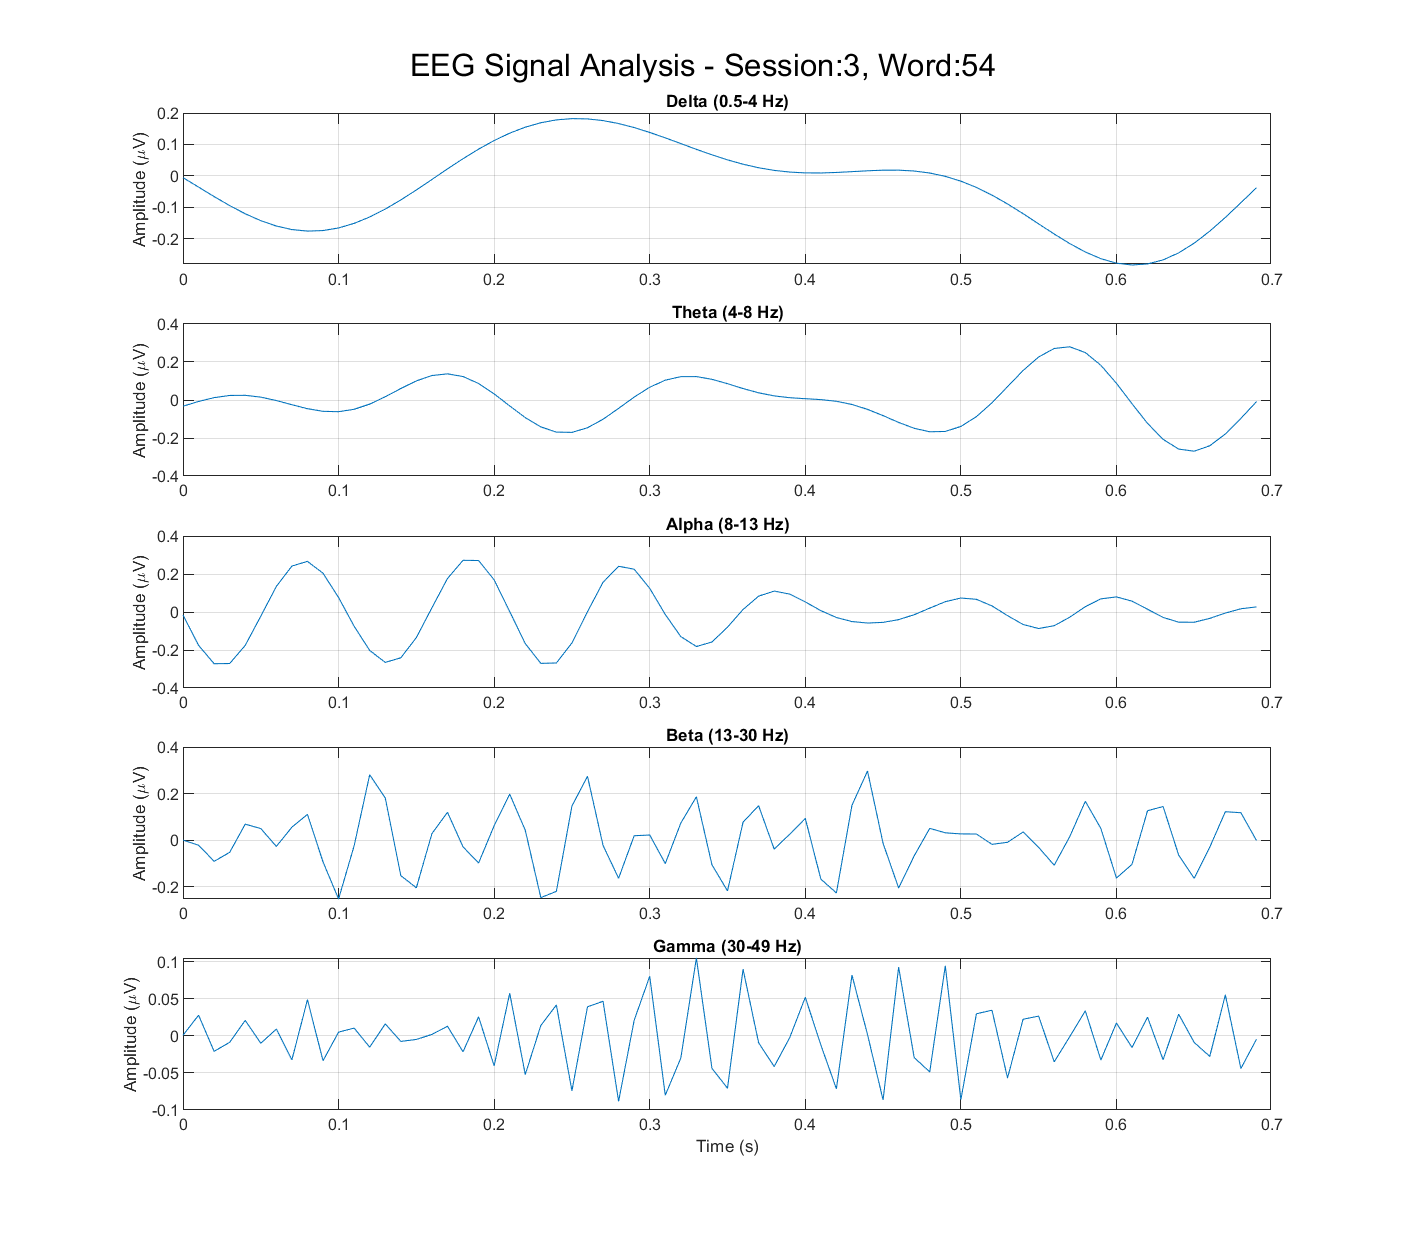 EEG Signal Analysis - Session:3, Word:54
Delta (0.5-4 Hz)
Amplitude (μV)
0.2
0.1
0
-0.1
-0.2
0 0.1 0.2 0.3 0.4 0.5 0.6 0.7
Theta (4-8 Hz)
Amplitude (μV)
0.4
0.2
0
-0.2
-0.4
0 0.1 0.2 0.3 0.4 0.5 0.6 0.7
Alpha (8-13 Hz)
Amplitude (μV)
0.4
0.2
0
-0.2
-0.4
0 0.1 0.2 0.3 0.4 0.5 0.6 0.7
Beta (13-30 Hz)
Amplitude (μV)
0.4
0.2
0
-0.2
0 0.1 0.2 0.3 0.4 0.5 0.6 0.7
Gamma (30-49 Hz)
Amplitude (μV)
0.1
0.05
0
-0.05
-0.1
0 0.1 0.2 0.3 0.4 0.5 0.6 0.7
Time (s)